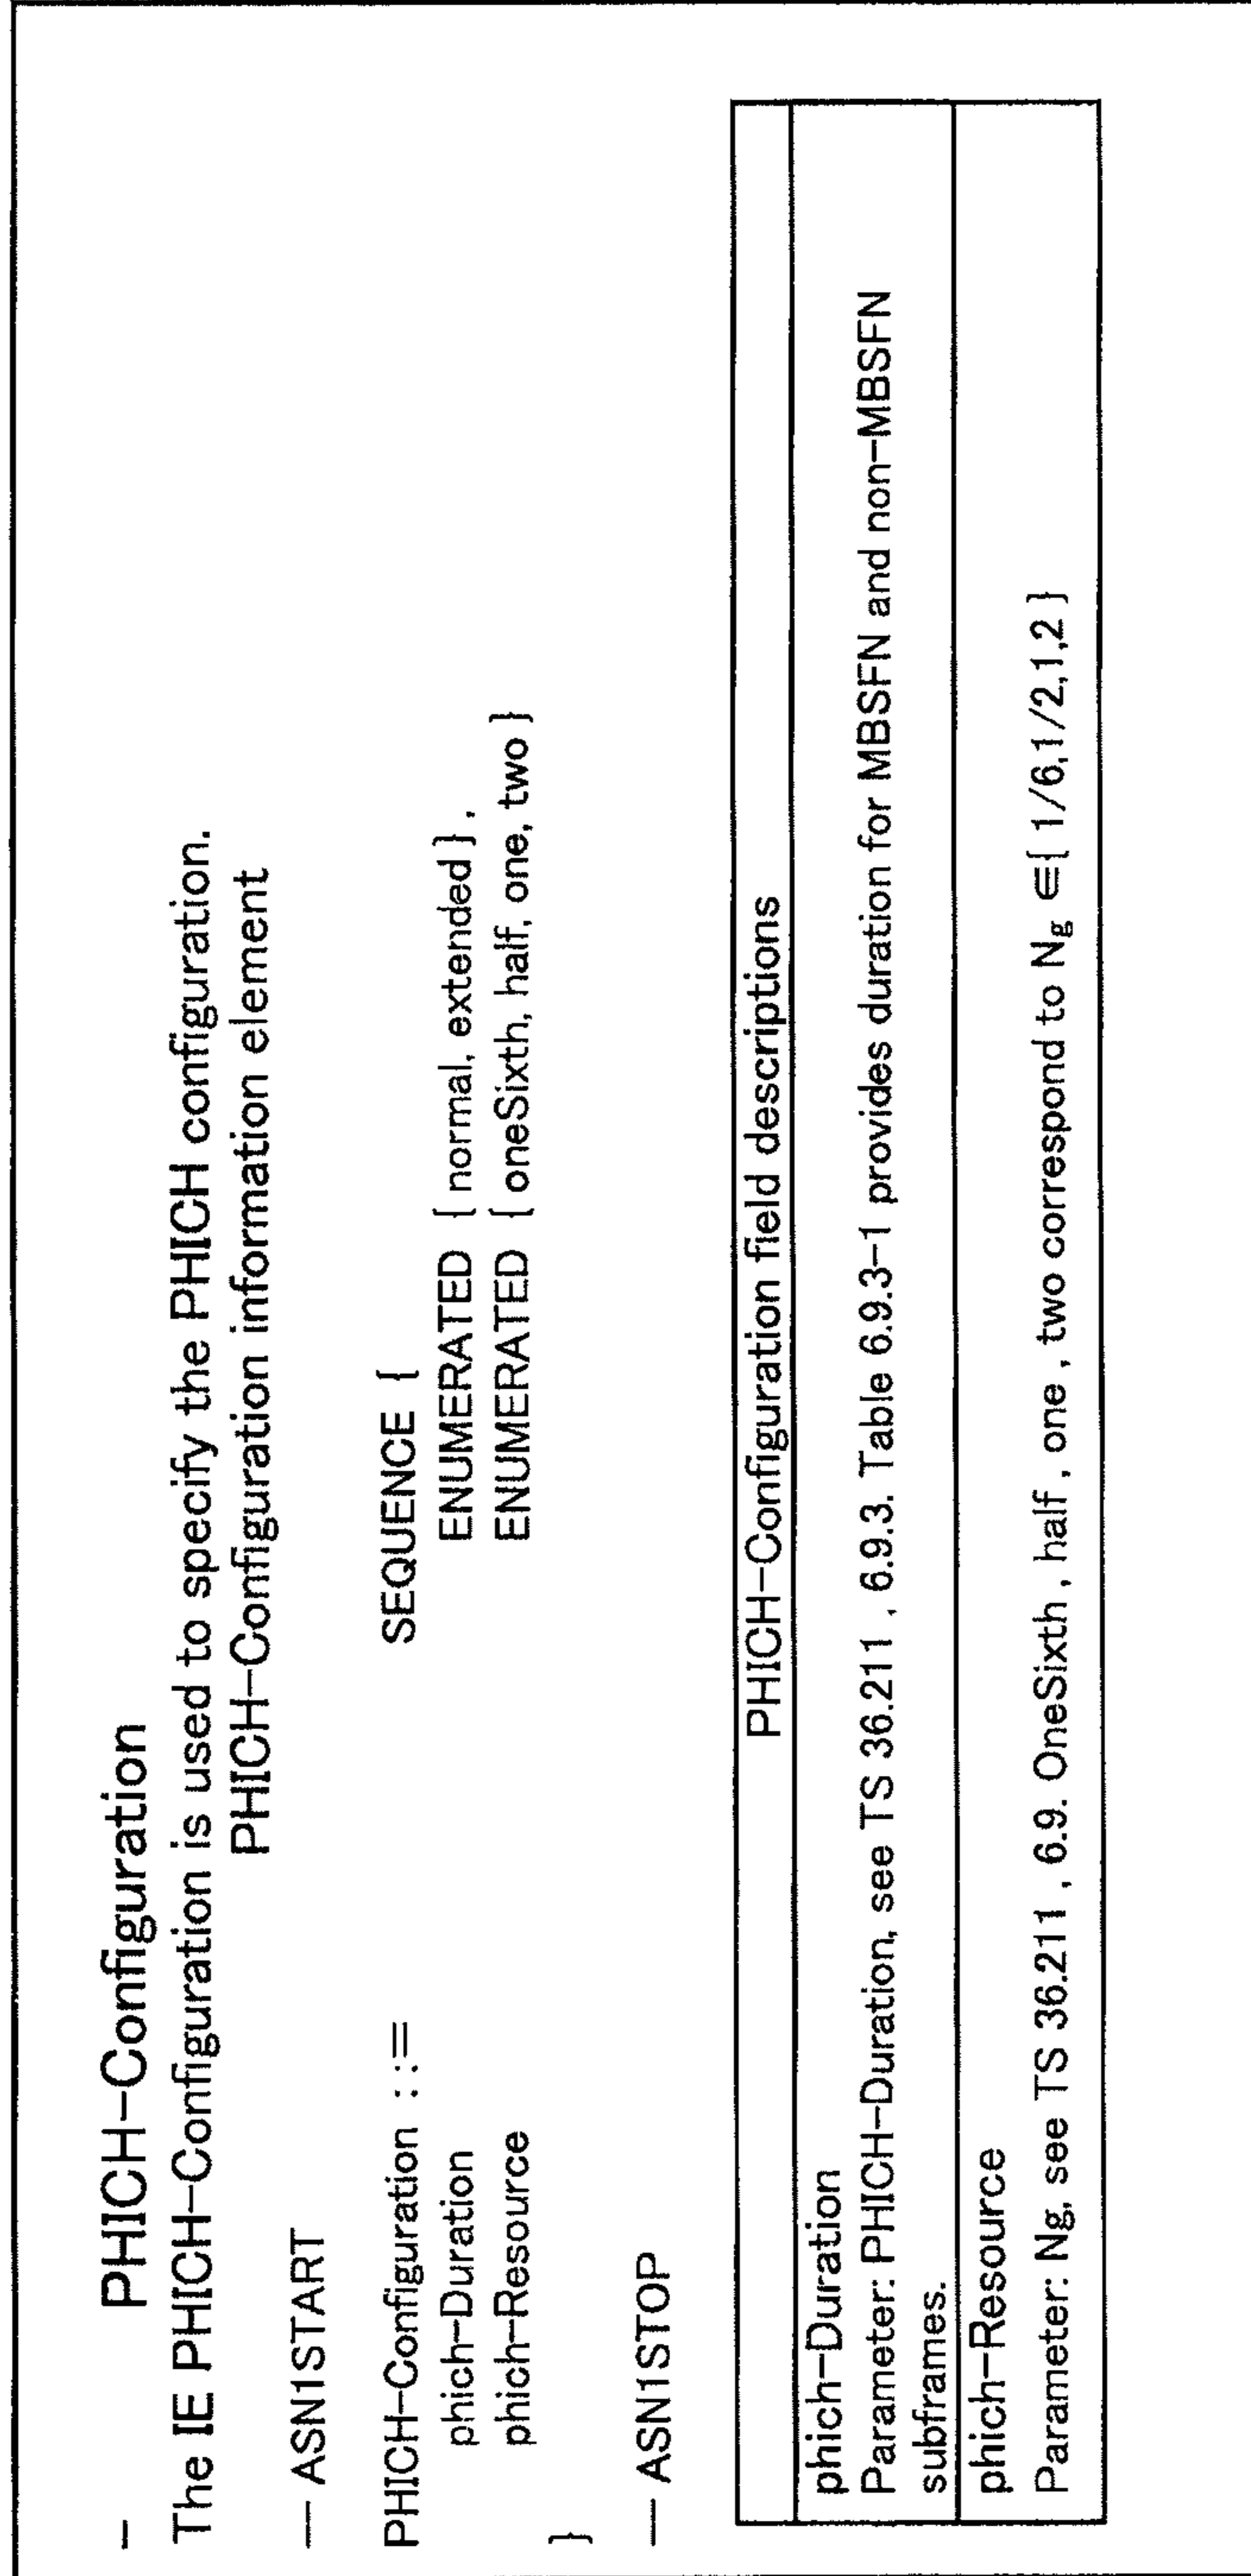 – PHICH–Configuration
The IE PHICH–Configuration is used to specify the PHICH configuration.
PHICH–Configuration information element
— ASN1START
PHICH–Configuration ::= SEQUENCE {
phich–Duration ENUMERATED { normal, extended } ,
phich–Resource ENUMERATED { oneSixth, half, one, two }
}
— ASN1STOP
PHICH–Configuration field descriptions
phich–Duration
Parameter: PHICH–Duration, see TS 36.211 , 6.9.3. Table 6.9.3–1 provides duration for MBSFN and non–MBSFN
subframes.
phich–Resource
Parameter: Ng, see TS 36.211 , 6.9. OneSixth , half , one , two correspond to Ng ∈{ 1/6,1/2,1,2 }